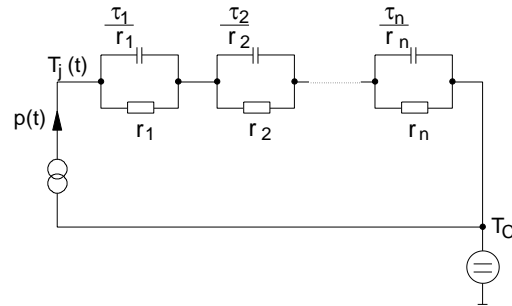 τ1 τ2 τn
r1 r2 rn
Tj (t)
p(t)
r1 r2 rn
TC